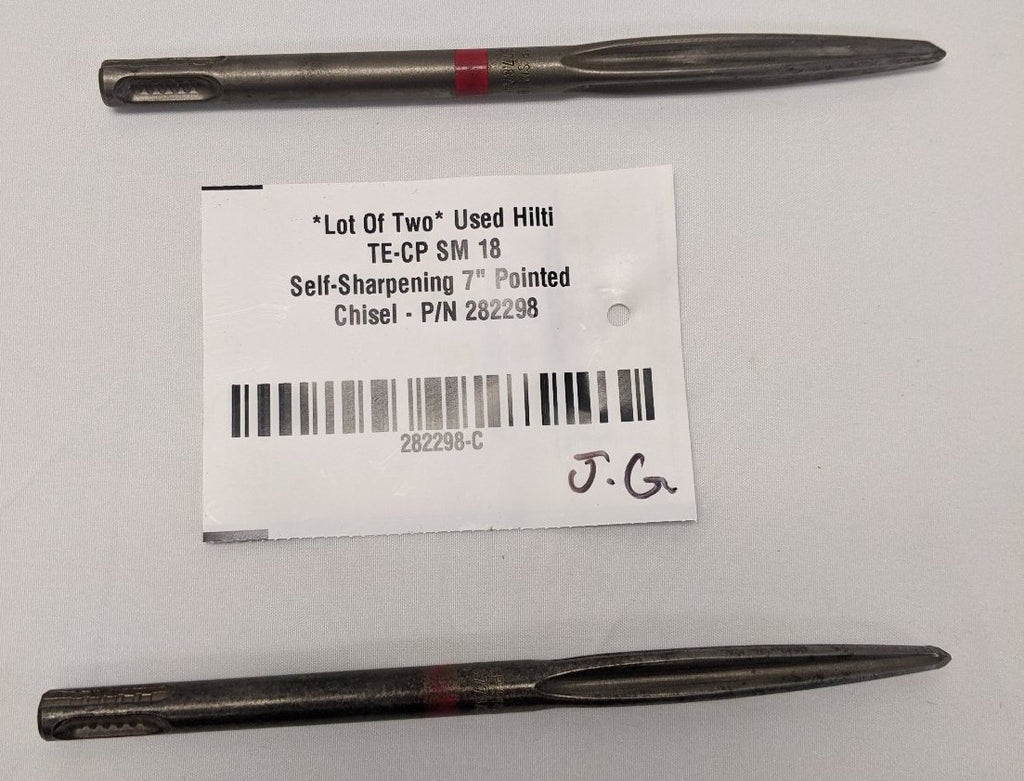 *Lot Of Two* Used Hilti
TE-CP SM 18
Self-Sharpening 7" Pointed
Chisel - P/N 282298
282298-C
J.G.